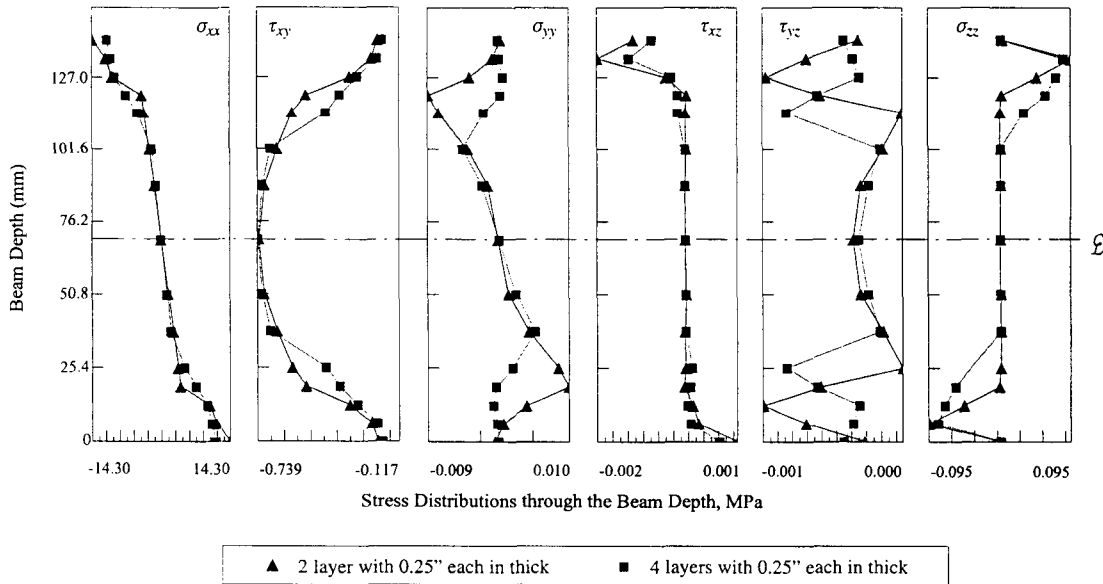 σxx τxy σyy τxz τyz σzz
127.0
101.6
76.2
50.8
25.4
0
Beam Depth (mm)
℄
-14.30 14.30 -0.739 -0.117 -0.009 0.010 -0.002 0.001 -0.001 0.000 -0.095 0.095
Stress Distributions through the Beam Depth, MPa
▲ 2 layer with 0.25" each in thick ■ 4 layers with 0.25" each in thick